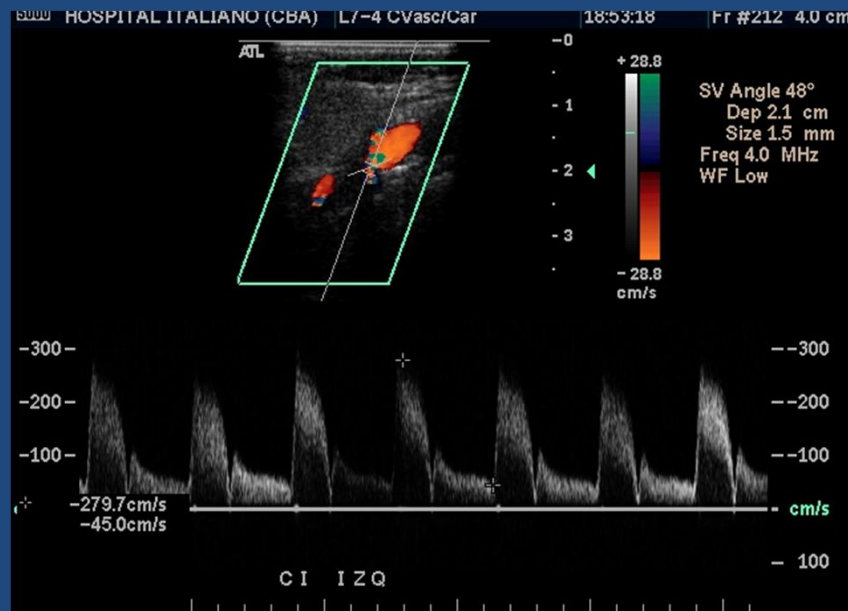 5000 HOSPITAL ITALIANO (CBA) L7-4 CVasc/Car 18:53:18 Fr #212 4.0 cm
ATL
-0
- 1
- 2
- 3
+ 28.8
- 28.8
cm/s
SV Angle 48°
Dep 2.1 cm
Size 1.5 mm
Freq 4.0 MHz
WF Low
-300- --300
-200- --200
-100- --100
-279.7cm/s
-45.0cm/s
- cm/s
- 100
CI IZQ